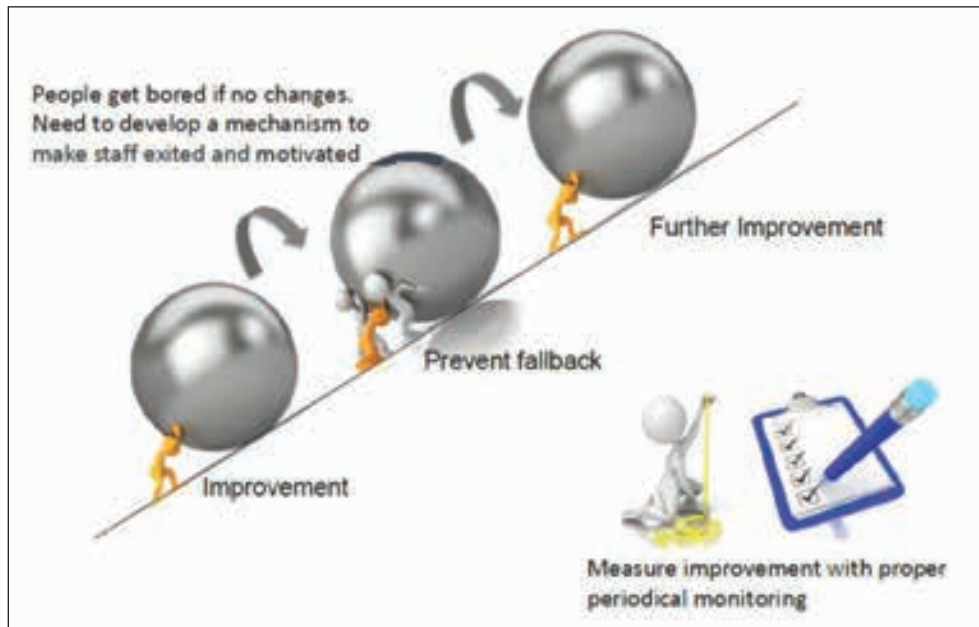 People get bored if no changes.
Need to develop a mechanism to
make staff exited and motivated
Further Improvement
Prevent fallback
Improvement
Measure improvement with proper
periodical monitoring